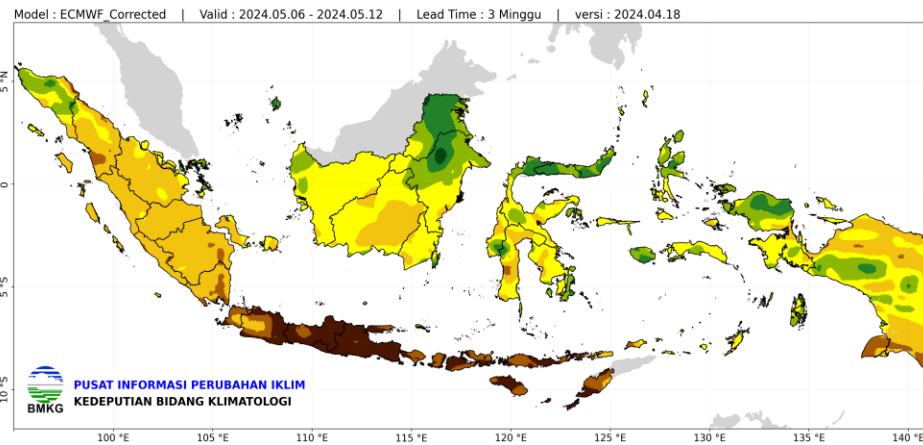 Model : ECMWF_Corrected | Valid : 2024.05.06 - 2024.05.12 | Lead Time : 3 Minggu | versi : 2024.04.18
5 °N
0
5 °S
10 °S
BMKG
PUSAT INFORMASI PERUBAHAN IKLIM
KEDEPUTIAN BIDANG KLIMATOLOGI
100 °E 105 °E 110 °E 115 °E 120 °E 125 °E 130 °E 135 °E 140 °E